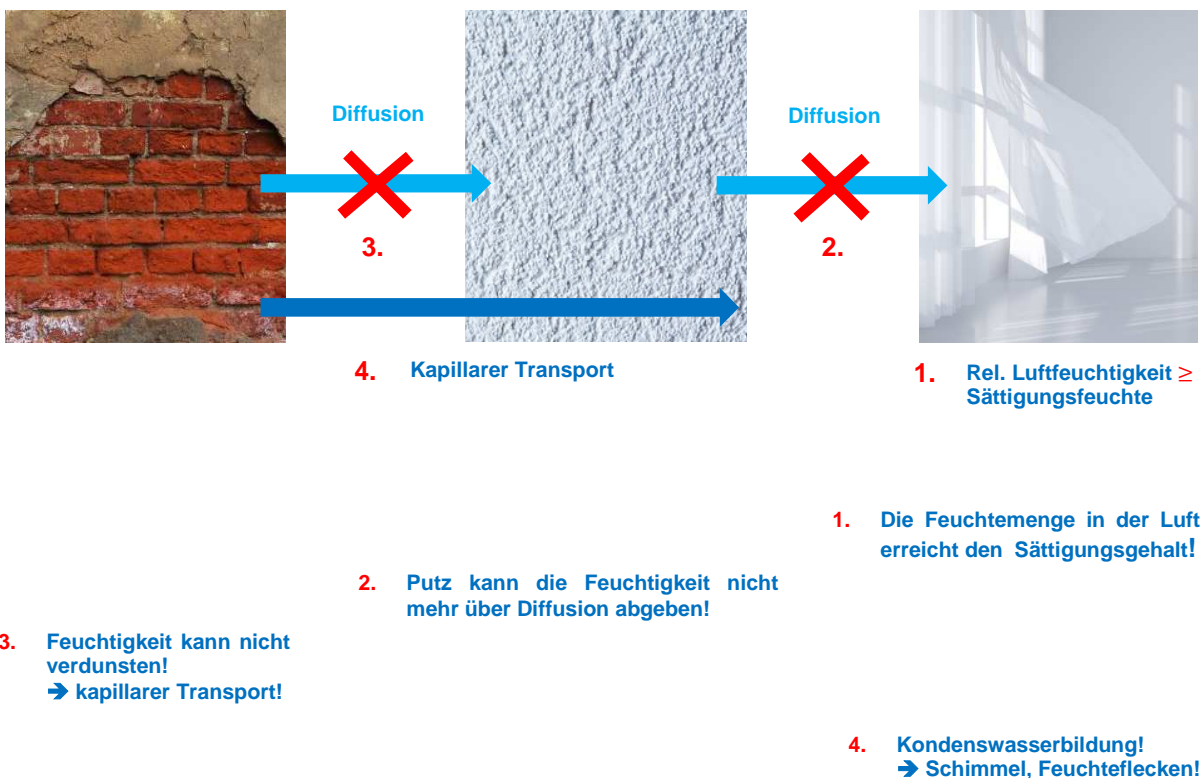 Diffusion
Diffusion
3.
2.
4. Kapillarer Transport
1. Rel. Luftfeuchtigkeit ≥
Sättigungsfeuchte
1. Die Feuchtemenge in der Luft
erreicht den Sättigungsgehalt!
2. Putz kann die Feuchtigkeit nicht
mehr über Diffusion abgeben!
3. Feuchtigkeit kann nicht
verdunsten!
➔ kapillarer Transport!
4. Kondenswasserbildung!
➔ Schimmel, Feuchteflecken!